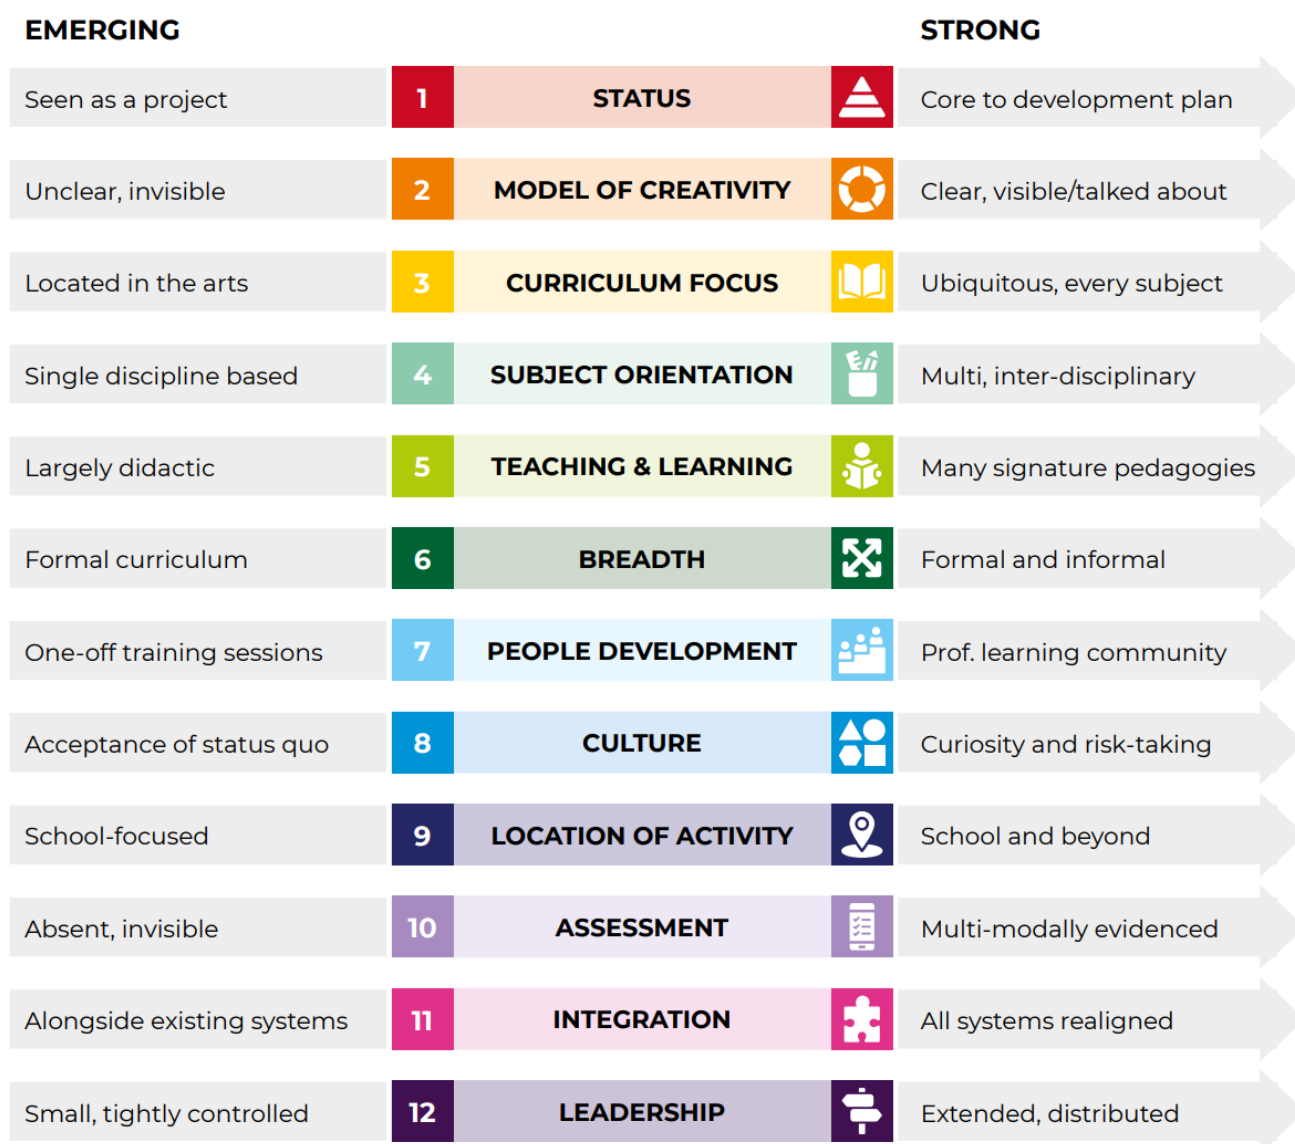 EMERGING STRONG
Seen as a project 1 STATUS Core to development plan
Unclear, invisible 2 MODEL OF CREATIVITY Clear, visible/talked about
Located in the arts 3 CURRICULUM FOCUS Ubiquitous, every subject
Single discipline based 4 SUBJECT ORIENTATION Multi, inter-disciplinary
Largely didactic 5 TEACHING & LEARNING Many signature pedagogies
Formal curriculum 6 BREADTH Formal and informal
One-off training sessions 7 PEOPLE DEVELOPMENT Prof. learning community
Acceptance of status quo 8 CULTURE Curiosity and risk-taking
School-focused 9 LOCATION OF ACTIVITY School and beyond
Absent, invisible 10 ASSESSMENT Multi-modally evidenced
Alongside existing systems 11 INTEGRATION All systems realigned
Small, tightly controlled 12 LEADERSHIP Extended, distributed